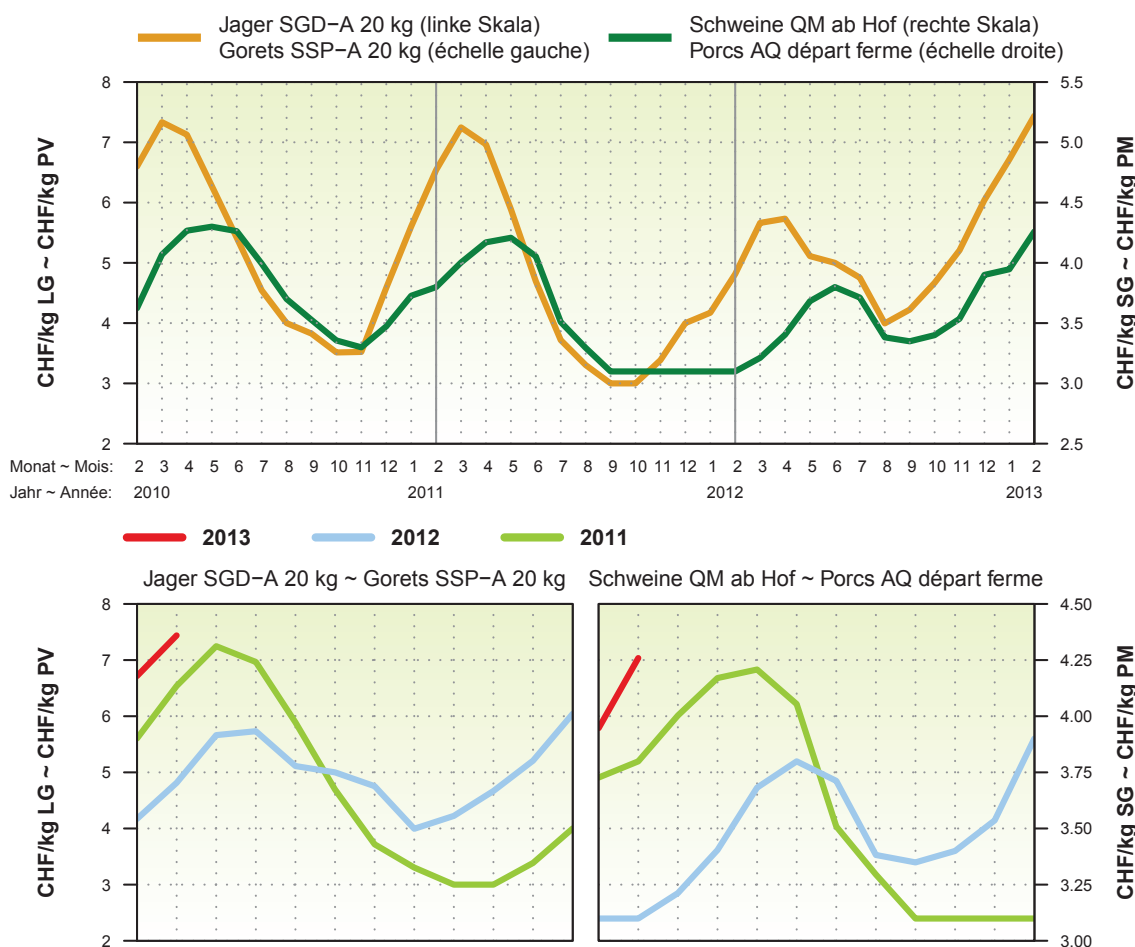 Jager SGD−A 20 kg (linke Skala)
Gorets SSP−A 20 kg (échelle gauche)
Schweine QM ab Hof (rechte Skala)
Porcs AQ départ ferme (échelle droite)
8
7
6
5
4
3
2
CHF/kg LG ~ CHF/kg PV
5.5
5.0
4.5
4.0
3.5
3.0
2.5
CHF/kg SG ~ CHF/kg PM
Monat ~ Mois: 2 3 4 5 6 7 8 9 10 11 12 1 2 3 4 5 6 7 8 9 10 11 12 1 2 3 4 5 6 7 8 9 10 11 12 1 2
Jahr ~ Année: 2010 2011 2012 2013
2013 2012 2011
Jager SGD−A 20 kg ~ Gorets SSP−A 20 kg
8
7
6
5
4
3
2
CHF/kg LG ~ CHF/kg PV
Schweine QM ab Hof ~ Porcs AQ départ ferme
4.50
4.25
4.00
3.75
3.50
3.25
3.00
CHF/kg SG ~ CHF/kg PM